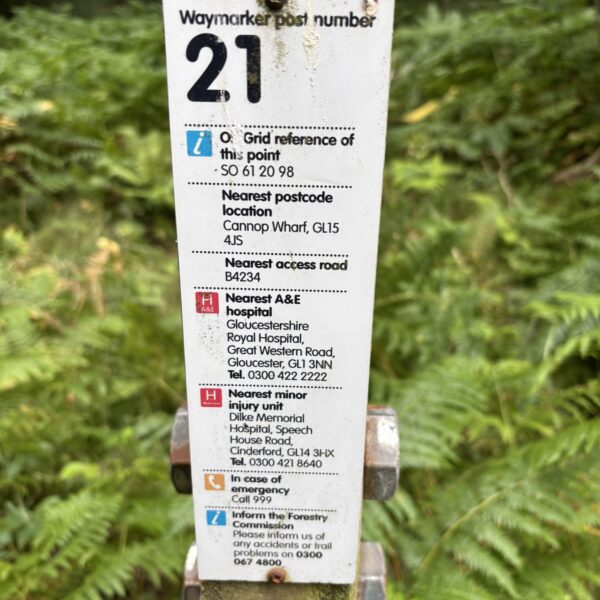 Waymarker post number
21
i
OS Grid reference of
this point
SO 61 20 98
Nearest postcode
location
Cannop Wharf, GL15
4JS
Nearest access road
B4234
H
A&E
Nearest A&E
hospital
Gloucestershire
Royal Hospital,
Great Western Road,
Gloucester, GL1 3NN
Tel. 0300 422 2222
H
Nearest minor
injury unit
Dilke Memorial
Hospital, Speech
House Road,
Cinderford, GL14 3HX
Tel. 0300 421 8640
In case of
emergency
Call 999
i
Inform the Forestry
Commission
Please inform us of
any accidents or trail
problems on 0300
067 4800